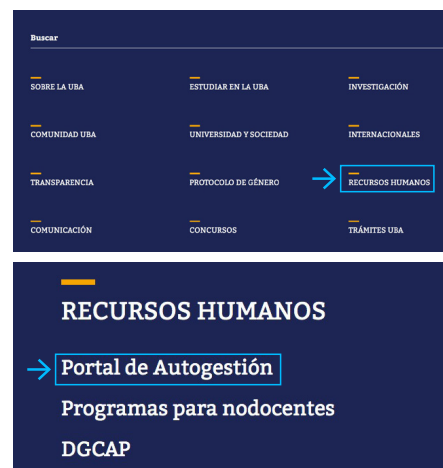 Buscar
SOBRE LA UBA
ESTUDIAR EN LA UBA
INVESTIGACIÓN
COMUNIDAD UBA
UNIVERSIDAD Y SOCIEDAD
INTERNACIONALES
TRANSPARENCIA
PROTOCOLO DE GÉNERO
RECURSOS HUMANOS
COMUNICACIÓN
CONCURSOS
TRÁMITES UBA
RECURSOS HUMANOS
Portal de Autogestión
Programas para nodocentes
DGCAP